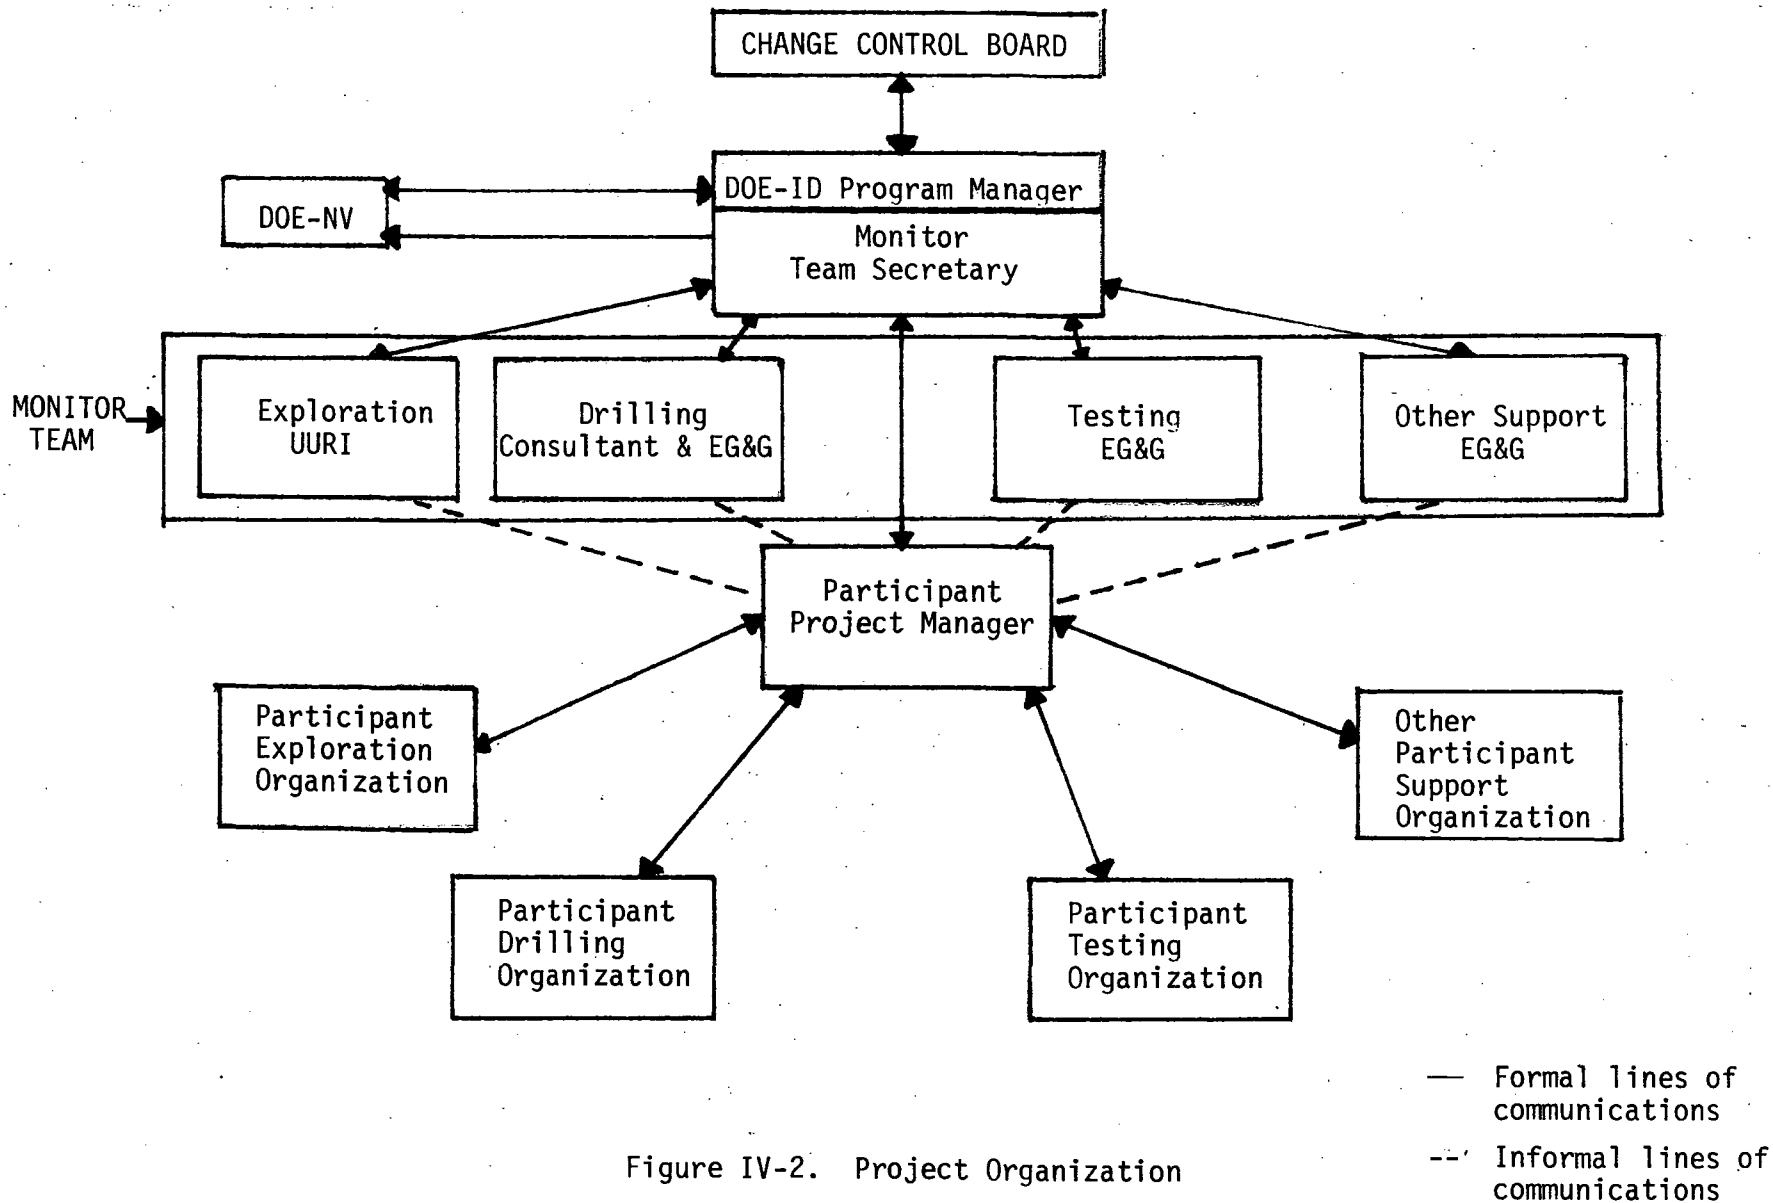 CHANGE CONTROL BOARD
DOE-ID Program Manager
DOE-NV
Monitor
Team Secretary
MONITOR
TEAM
Exploration
UURI
Drilling
Consultant & EG&G
Testing
EG&G
Other Support
EG&G
Participant
Project Manager
Participant
Exploration
Organization
Other
Participant
Support
Organization
Participant
Drilling
Organization
Participant
Testing
Organization
Formal lines of
communications
Informal lines of
communications
Figure IV-2. Project Organization